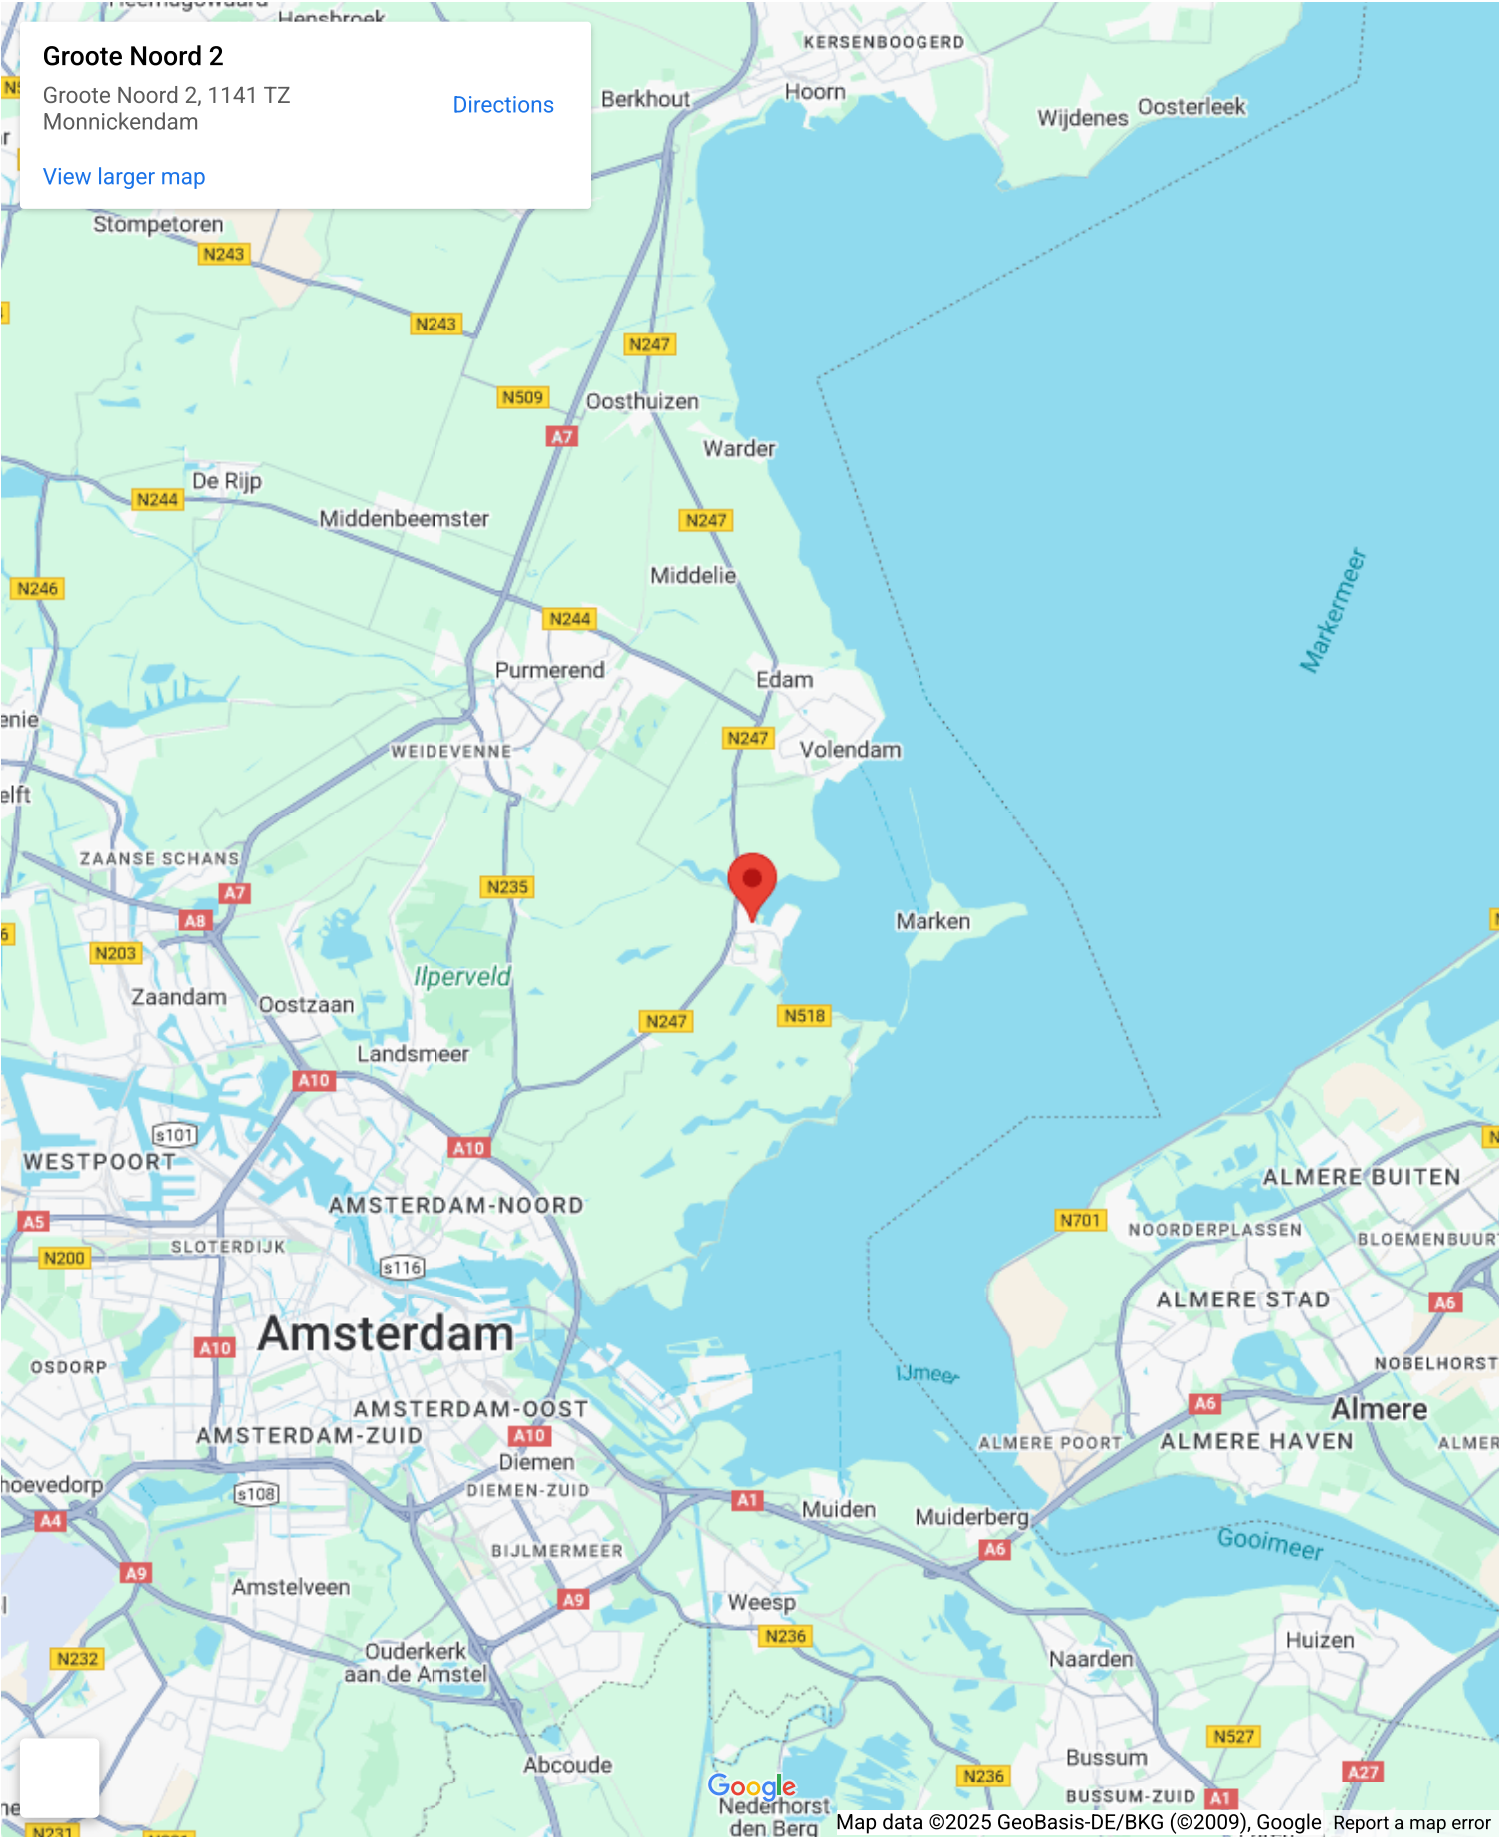 Hensbroek
Groote Noord 2
Groote Noord 2, 1141 TZ
Monnickendam
Directions
View larger map
KERSENBOOGERD
Berkhout
Hoorn
Wijdenes
Oosterleek
Stompetoren
N243
N243
N247
N509
Oosthuizen
A7
Warder
De Rijp
N244
Middenbeemster
N247
Markermeer
Middelie
N246
N244
Purmerend
Edam
enie
N247
WEIDEVENNE
Volendam
elft
ZAANSE SCHANS
A7
N235
A8
Marken
N203
Ilperveld
Zaandam
Oostzaan
N247
N518
Landsmeer
A10
s101
A10
WESTPOORT
ALMERE BUITEN
AMSTERDAM-NOORD
A5
N701
NOORDERPLASSEN
BLOEMENBUURT
SLOTERDIJK
N200
s116
ALMERE STAD
A6
Amsterdam
A10
OSDORP
NOBELHORST
IJmeer
AMSTERDAM-OOST
A6
Almere
AMSTERDAM-ZUID
A10
ALMERE POORT
ALMERE HAVEN
ALMER
Diemen
hoevedorp
DIEMEN-ZUID
s108
A1
Muiden
Muiderberg
A4
A6
Gooimeer
BIJLMERMEER
A9
Amstelveen
A9
Weesp
N236
Huizen
Ouderkerk
aan de Amstel
N232
Naarden
N527
Abcoude
Bussum
A27
N236
Google
BUSSUM-ZUID
A1
Nederhorst
den Berg
N231
Map data ©2025 GeoBasis-DE/BKG (©2009), Google
Report a map error